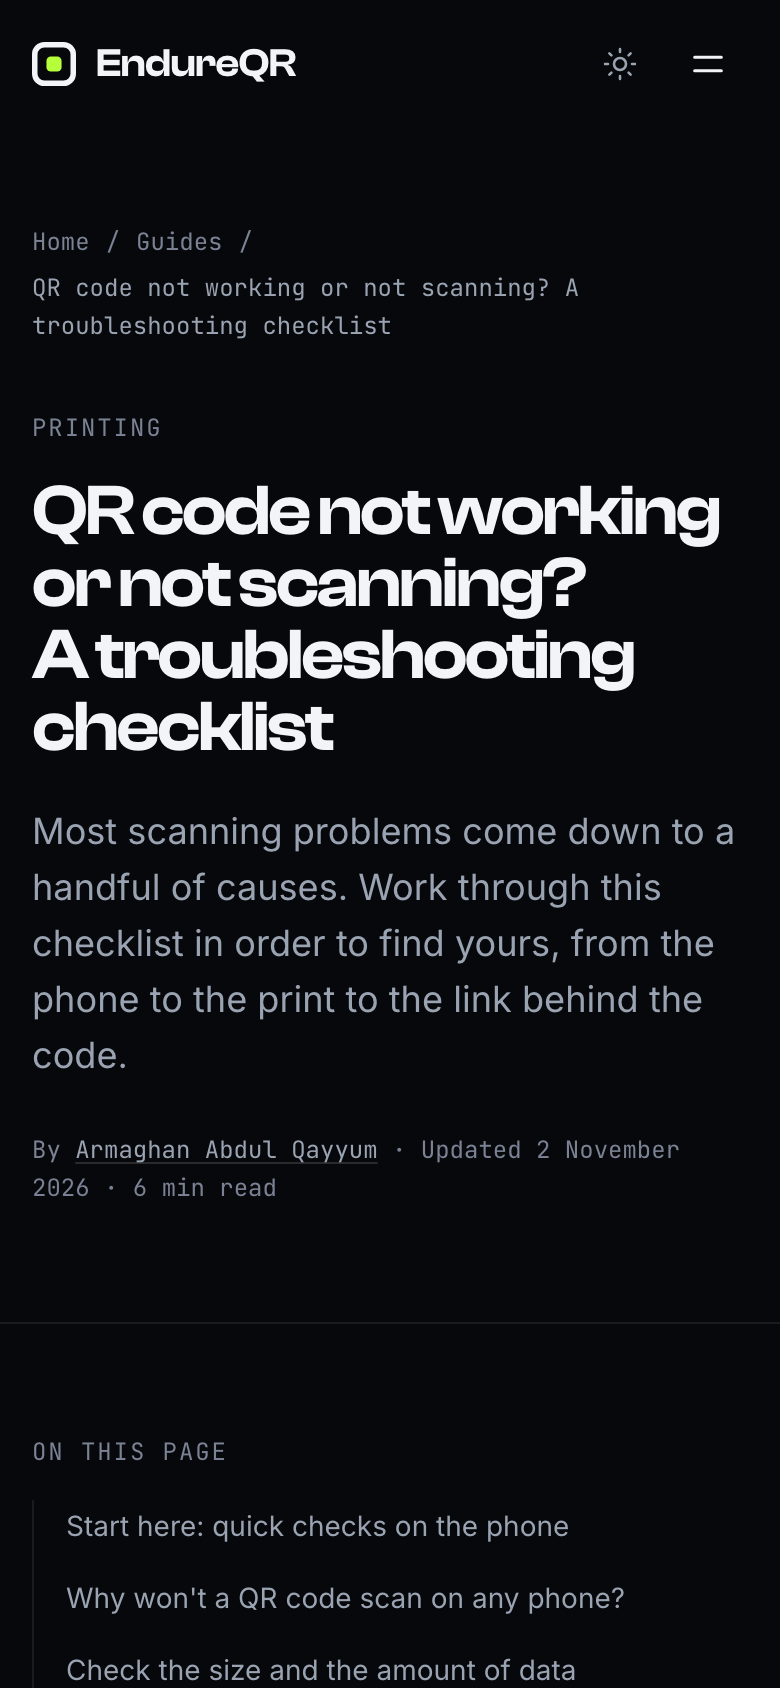 EndureQR
Home / Guides /
QR code not working or not scanning? A
troubleshooting checklist
PRINTING
QR code not working
or not scanning?
A troubleshooting
checklist
Most scanning problems come down to a
handful of causes. Work through this
checklist in order to find yours, from the
phone to the print to the link behind the
code.
By Armaghan Abdul Qayyum · Updated 2 November
2026 · 6 min read
ON THIS PAGE
Start here: quick checks on the phone
Why won't a QR code scan on any phone?
Check the size and the amount of data